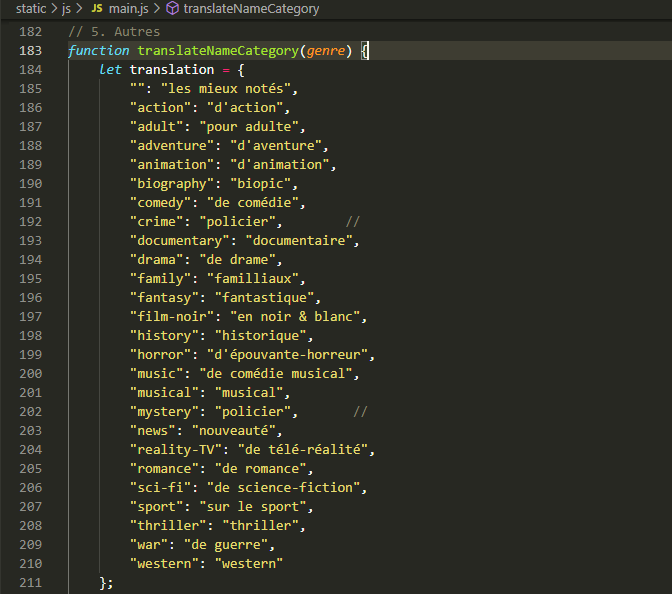 static > js > JS main.js > translateNameCategory
182 // 5. Autres
183 function translateNameCategory(genre) {
184 let translation = {
185 "": "les mieux notés",
186 "action": "d'action",
187 "adult": "pour adulte",
188 "adventure": "d'aventure",
189 "animation": "d'animation",
190 "biography": "biopic",
191 "comedy": "de comédie",
192 "crime": "policier", //
193 "documentary": "documentaire",
194 "drama": "de drame",
195 "family": "familliaux",
196 "fantasy": "fantastique",
197 "film-noir": "en noir & blanc",
198 "history": "historique",
199 "horror": "d'épouvante-horreur",
200 "music": "de comédie musical",
201 "musical": "musical",
202 "mystery": "policier", //
203 "news": "nouveauté",
204 "reality-TV": "de télé-réalité",
205 "romance": "de romance",
206 "sci-fi": "de science-fiction",
207 "sport": "sur le sport",
208 "thriller": "thriller",
209 "war": "de guerre",
210 "western": "western"
211 };